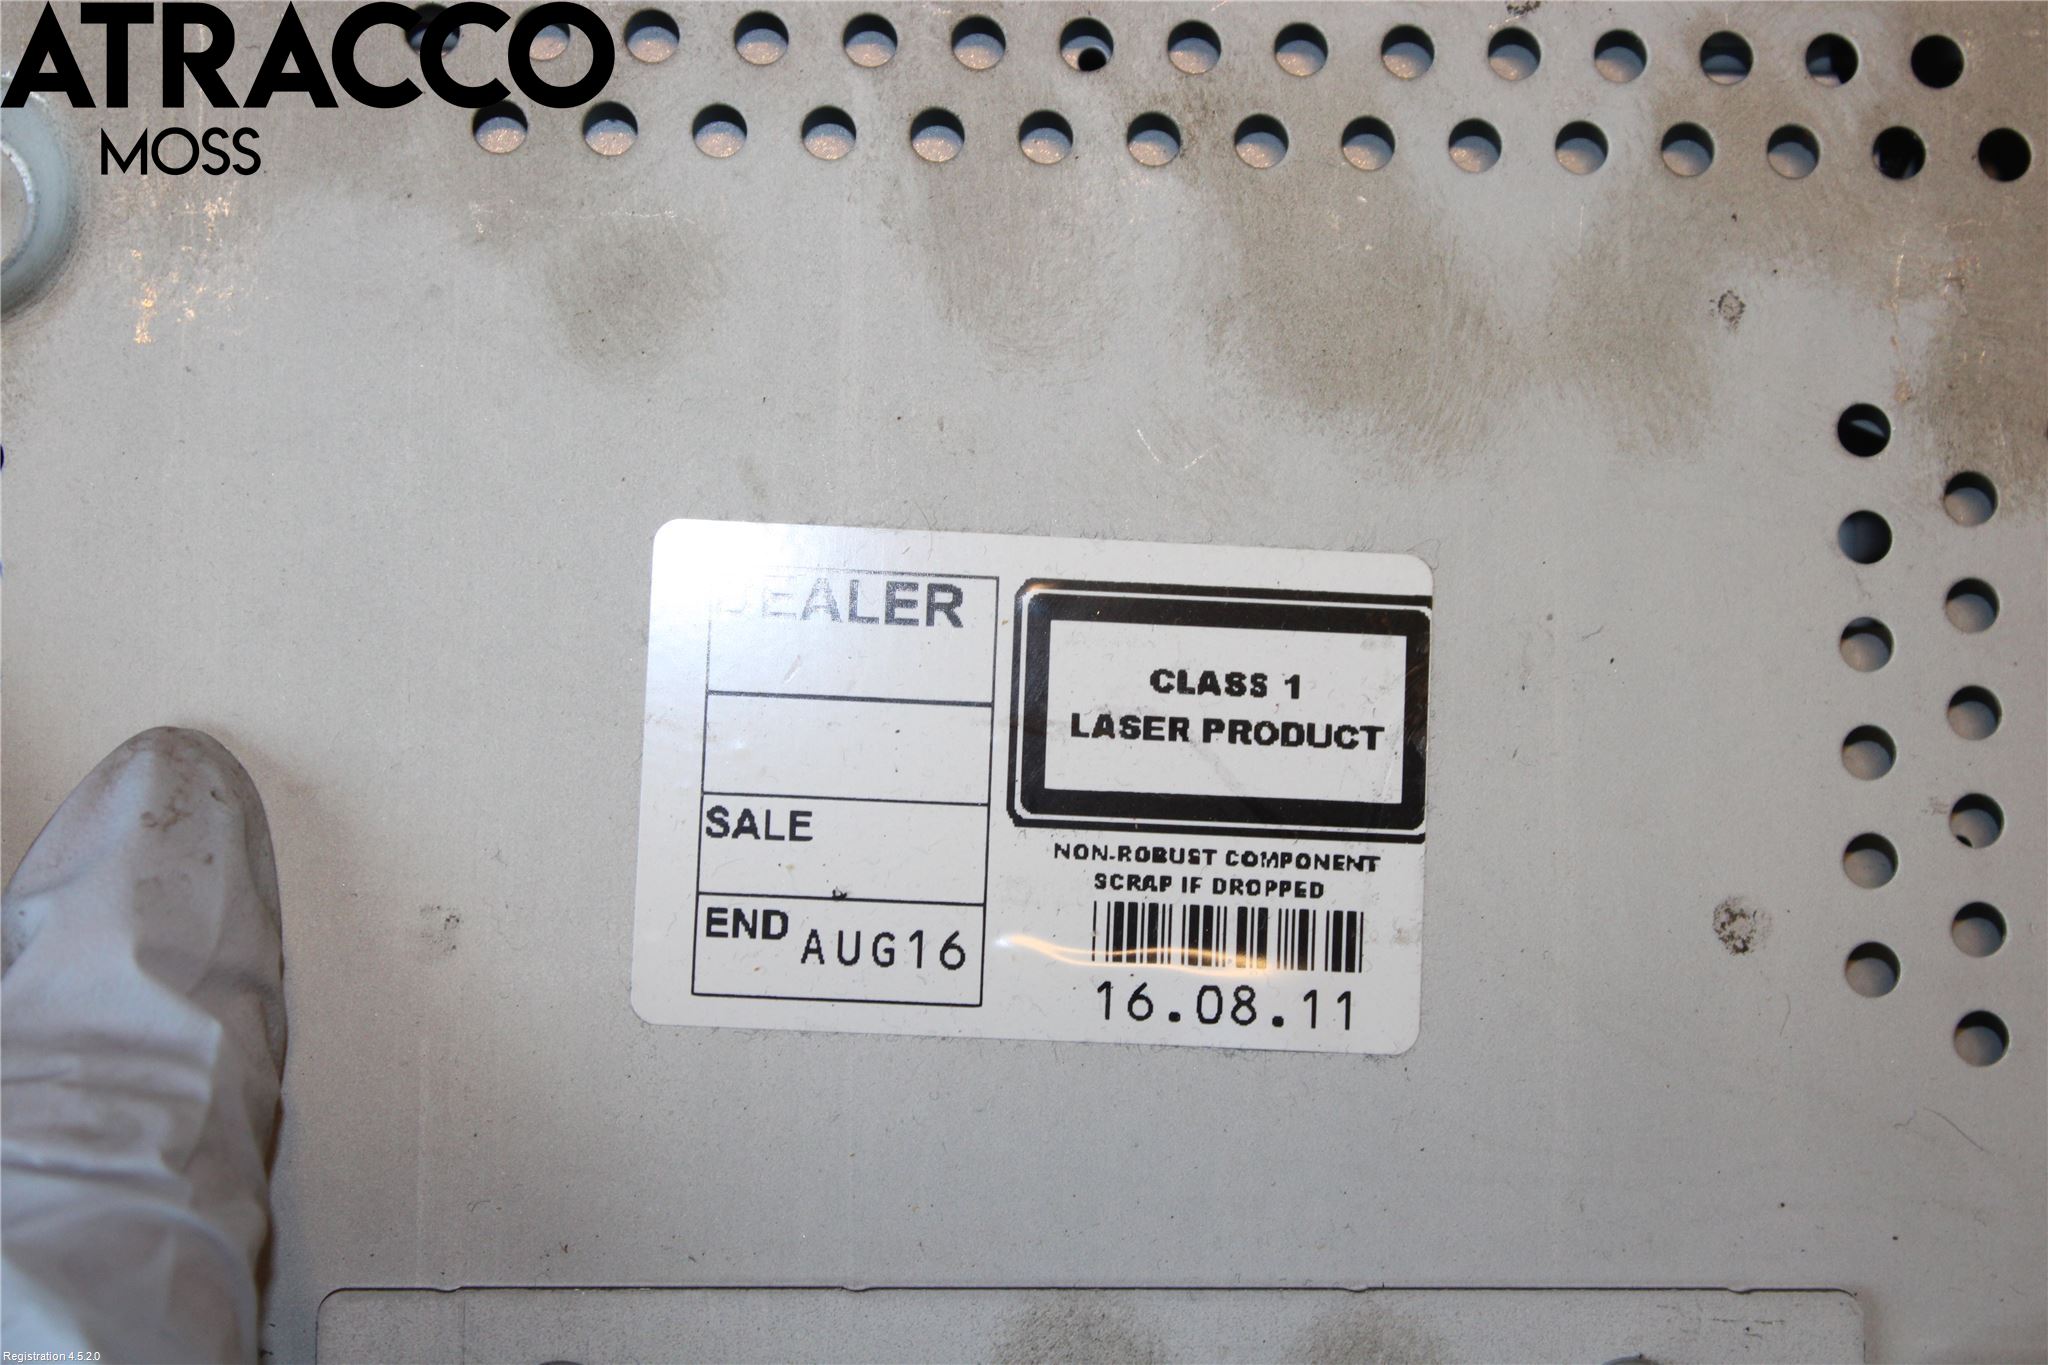 ATRACCO
MOSS
DEALER
SALE
END AUG16
CLASS 1
LASER PRODUCT
NON-ROBUST COMPONENT
SCRAP IF DROPPED
16.08.11
Registration 4.5.2.0